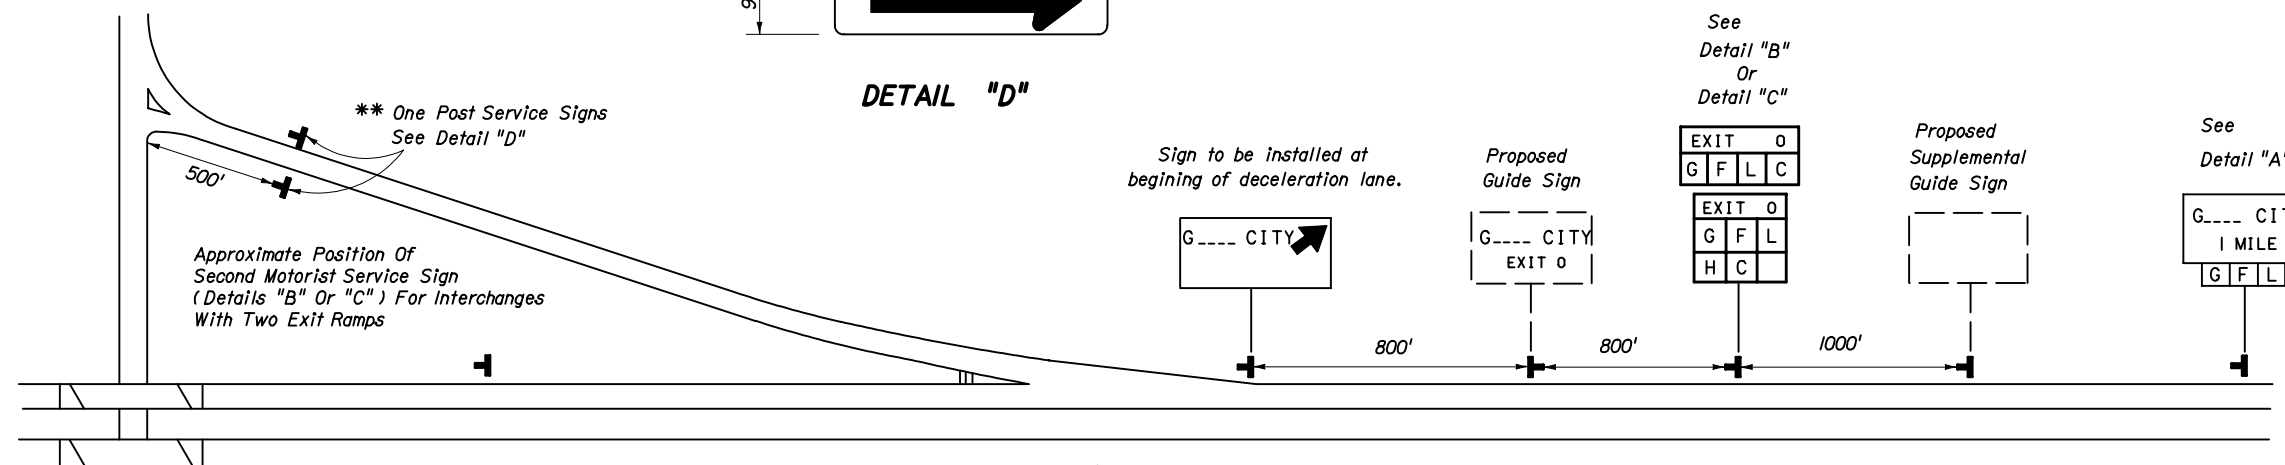 9
DETAIL "D"
** One Post Service Signs
See Detail "D"
500'
Approximate Position Of
Second Motorist Service Sign
(Details "B" Or "C") For Interchanges
With Two Exit Ramps
Sign to be installed at
begining of deceleration lane.
G____ CITY
Proposed
Guide Sign
G____ CITY
EXIT 0
See
Detail "B"
Or
Detail "C"
EXIT 0
G F L C
EXIT 0
G F L
H C
Proposed
Supplemental
Guide Sign
See
Detail "A"
G____ CIT
1 MILE
G F L
800'
800'
1000'